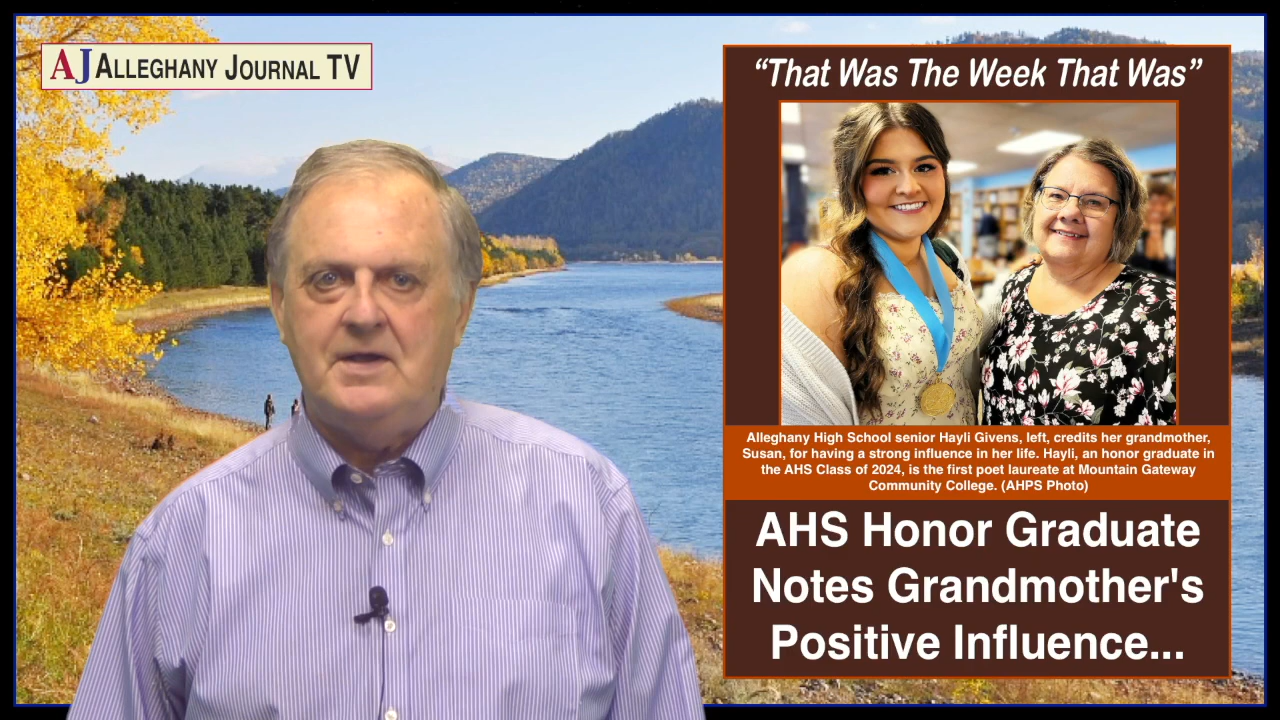 AJ ALLEGHANY JOURNAL TV
“That Was The Week That Was”
Alleghany High School senior Hayli Givens, left, credits her grandmother,
Susan, for having a strong influence in her life. Hayli, an honor graduate in
the AHS Class of 2024, is the first poet laureate at Mountain Gateway
Community College. (AHPS Photo)
AHS Honor Graduate
Notes Grandmother's
Positive Influence...